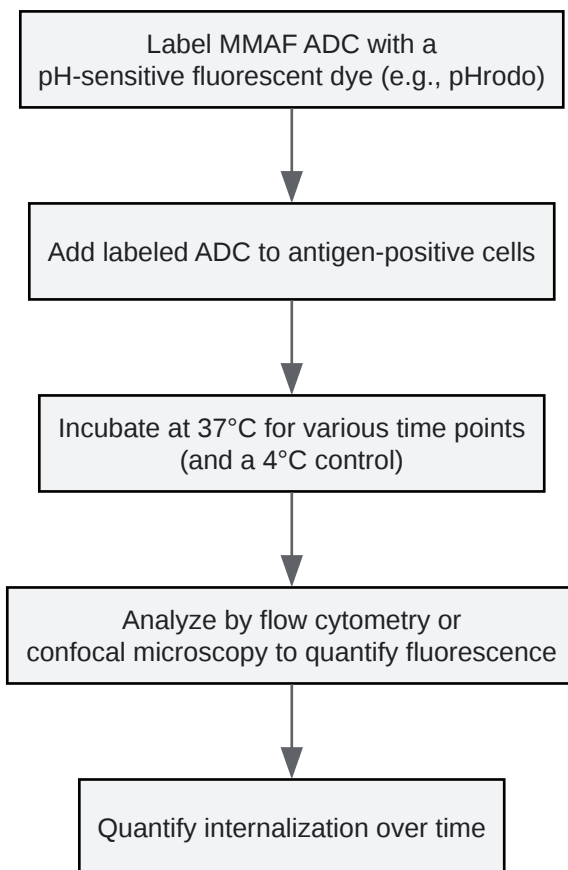 Label MMAF ADC with a
pH-sensitive fluorescent dye (e.g., pHrodo)
Add labeled ADC to antigen-positive cells
Incubate at 37°C for various time points
(and a 4°C control)
Analyze by flow cytometry or
confocal microscopy to quantify fluorescence
Quantify internalization over time